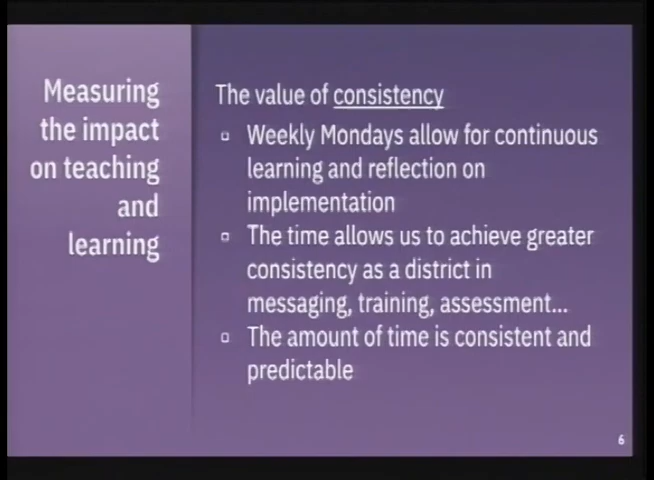 Measuring
the impact
on teaching
and
learning
The value of consistency
▫ Weekly Mondays allow for continuous
learning and reflection on
implementation
▫ The time allows us to achieve greater
consistency as a district in
messaging, training, assessment...
▫ The amount of time is consistent and
predictable
6